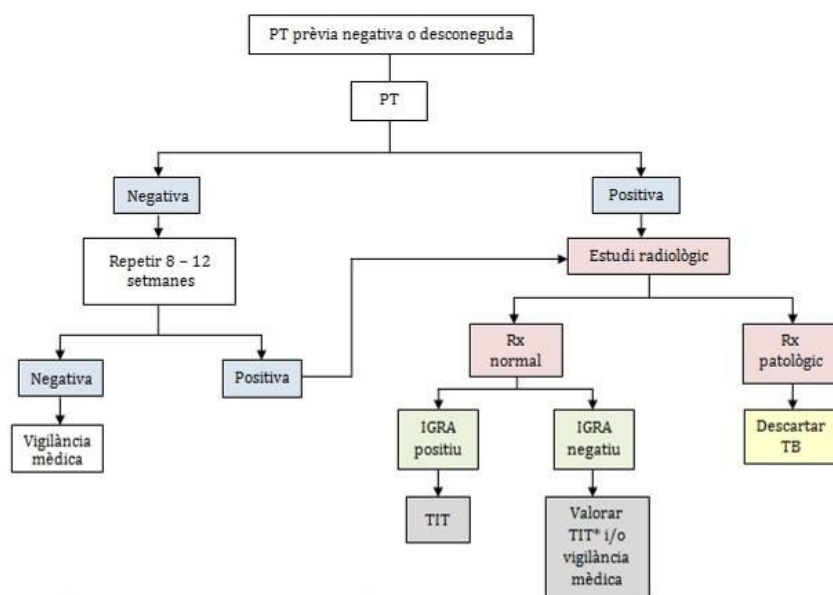 PT prèvia negativa o desconeguda
PT
Negativa
Positiva
Repetir 8 – 12
setmanes
Estudi radiològic
Negativa
Positiva
Rx
normal
Rx
patològic
Vigilància
mèdica
IGRA
positiu
IGRA
negatiu
Descartar
TB
TIT
Valorar
TIT* i/o
vigilància
mèdica